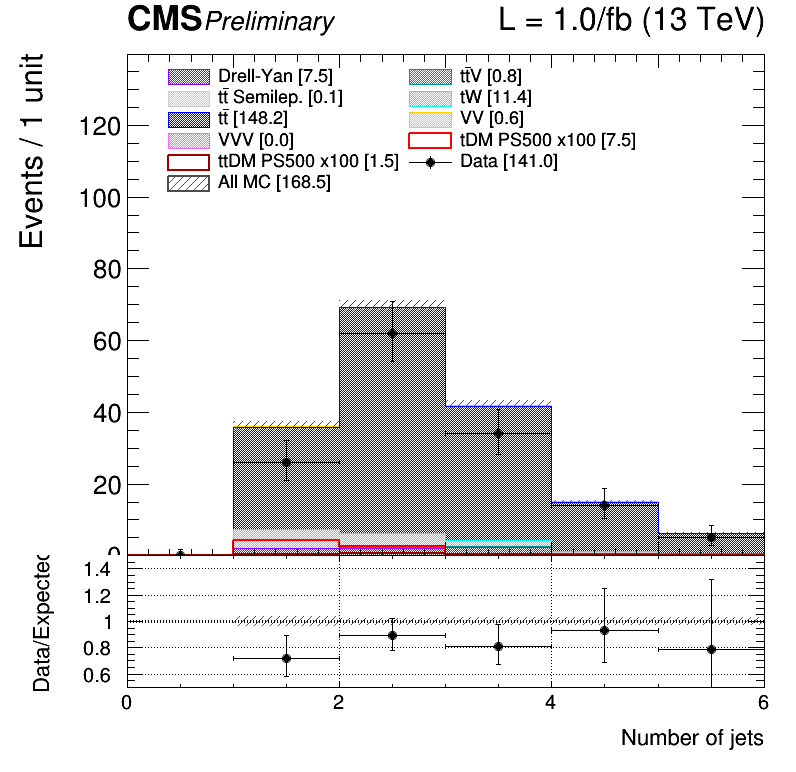 CMS Preliminary L = 1.0/fb (13 TeV)
Drell-Yan [7.5] tt̄V [0.8]
tt̄ Semilep. [0.1] tW [11.4]
tt̄ [148.2] VV [0.6]
VVV [0.0] tDM PS500 x100 [7.5]
ttDM PS500 x100 [1.5] Data [141.0]
All MC [168.5]
Events / 1 unit
120
100
80
60
40
20
0
Data/Expected
1.4
1.2
1
0.8
0.6
0 2 4 6
Number of jets